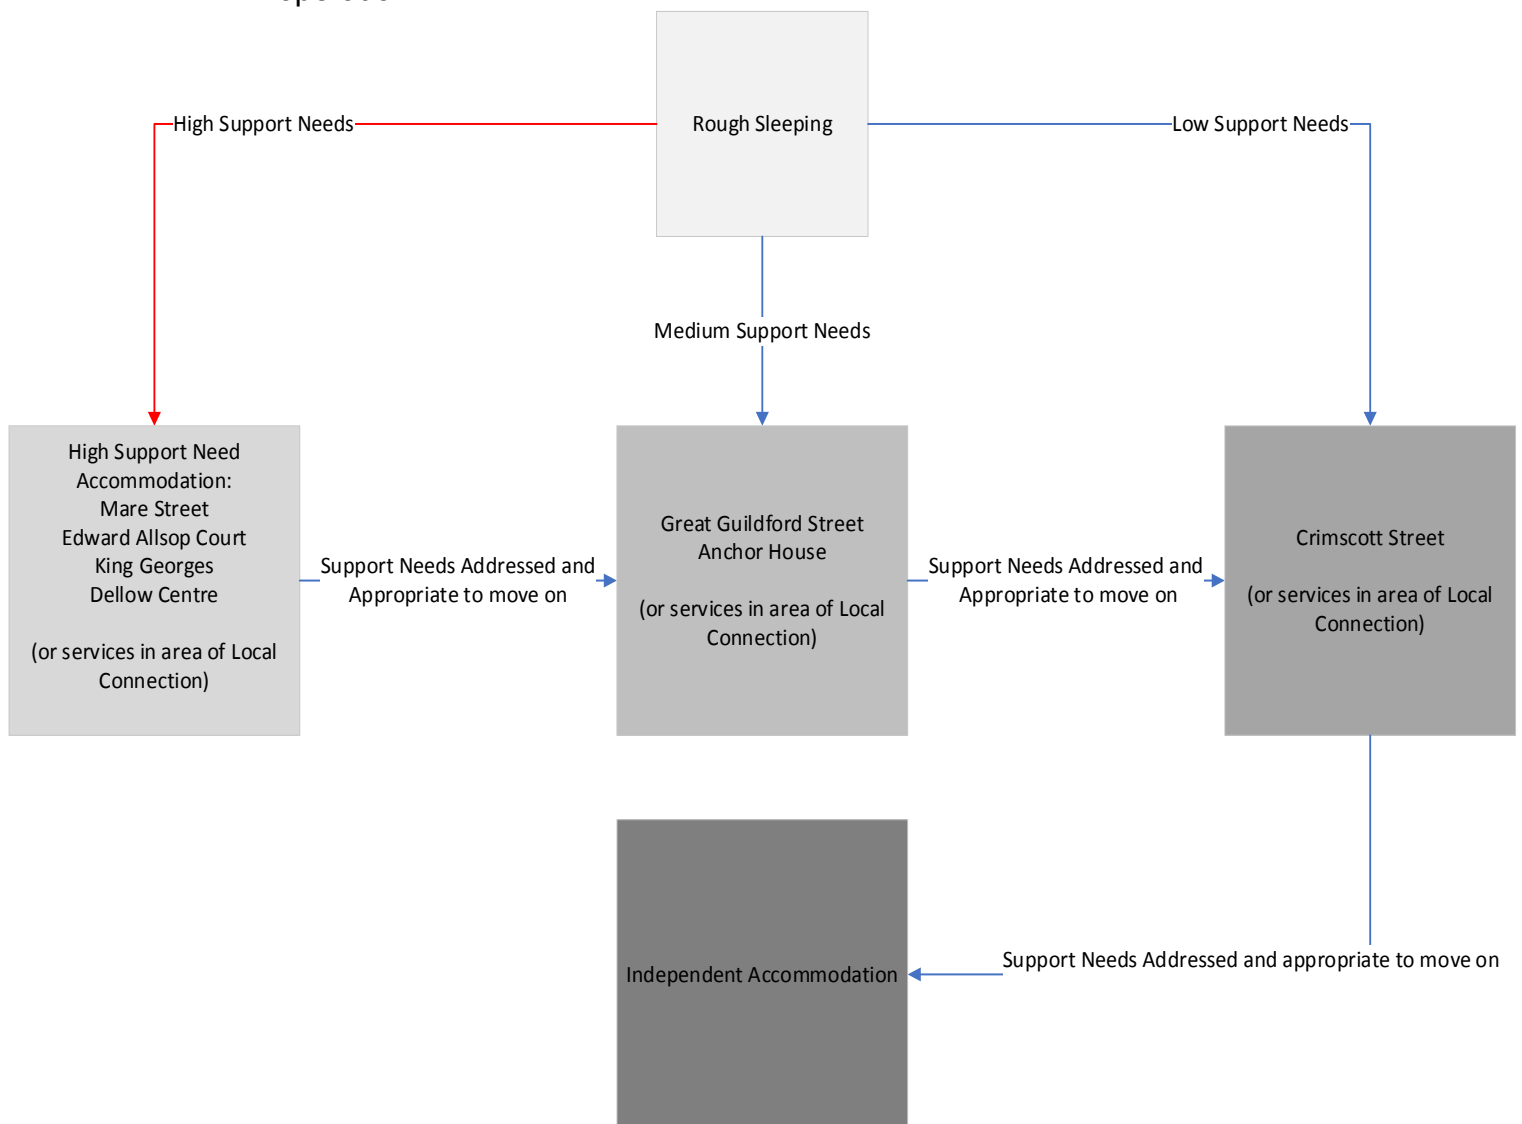 Rough Sleeping
High Support Needs
Low Support Needs
Medium Support Needs
High Support Need
Accommodation:
Mare Street
Edward Allsop Court
King Georges
Dellow Centre
(or services in area of Local
Connection)
Support Needs Addressed and
Appropriate to move on
Great Guildford Street
Anchor House
(or services in area of Local
Connection)
Support Needs Addressed and
Appropriate to move on
Crimscott Street
(or services in area of Local
Connection)
Independent Accommodation
Support Needs Addressed and appropriate to move on